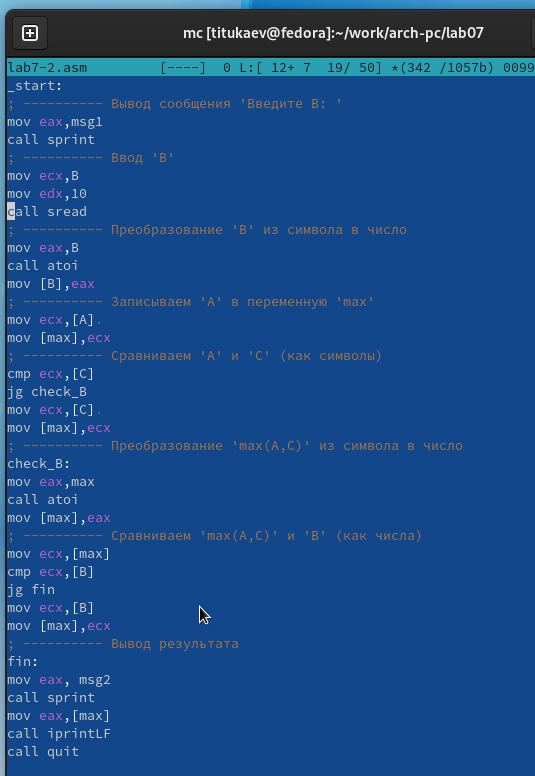 mc [titukaev@fedora]:~/work/arch-pc/lab07
lab7-2.asm [----] 0 L:[ 12+ 7 19/ 50] *(342 /1057b) 0099
_start:
; ---------- Вывод сообщения 'Введите B: '
mov eax,msg1
call sprint
; ---------- Ввод 'B'
mov ecx,B
mov edx,10
call sread
; ---------- Преобразование 'B' из символа в число
mov eax,B
call atoi
mov [B],eax
; ---------- Записываем 'A' в переменную 'max'
mov ecx,[A].
mov [max],ecx
; ---------- Сравниваем 'A' и 'C' (как символы)
cmp ecx,[C]
jg check_B
mov ecx,[C].
mov [max],ecx
; ---------- Преобразование 'max(A,C)' из символа в число
check_B:
mov eax,max
call atoi
mov [max],eax
; ---------- Сравниваем 'max(A,C)' и 'B' (как числа)
mov ecx,[max]
cmp ecx,[B]
jg fin
mov ecx,[B]
mov [max],ecx
; ---------- Вывод результата
fin:
mov eax, msg2
call sprint
mov eax,[max]
call iprintLF
call quit